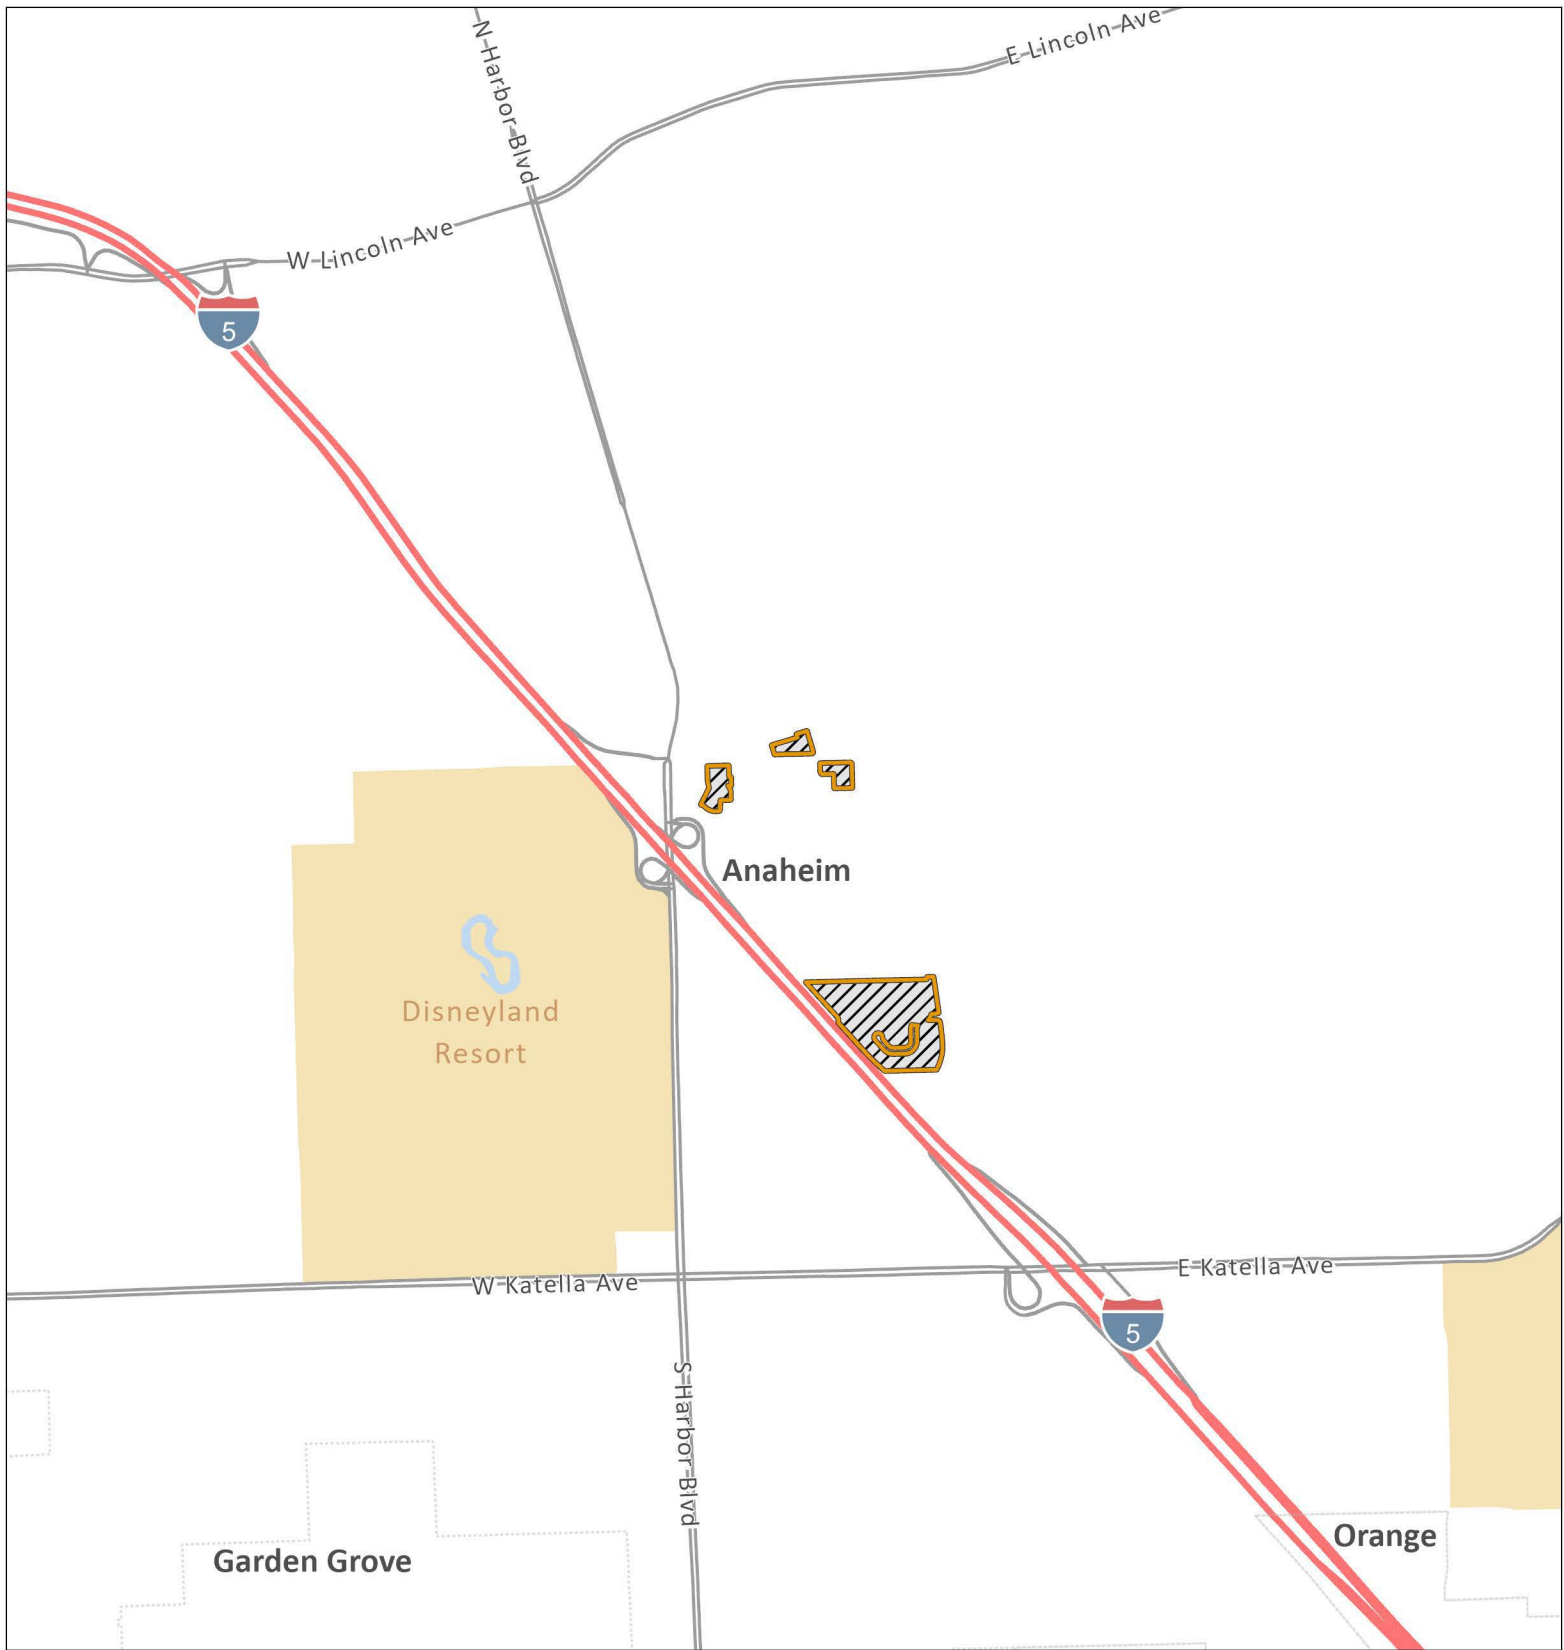 E Lincoln Ave
N Harbor Blvd
W Lincoln Ave
5
Anaheim
Disneyland
Resort
W Katella Ave
E Katella Ave
5
S Harbor Blvd
Garden Grove
Orange